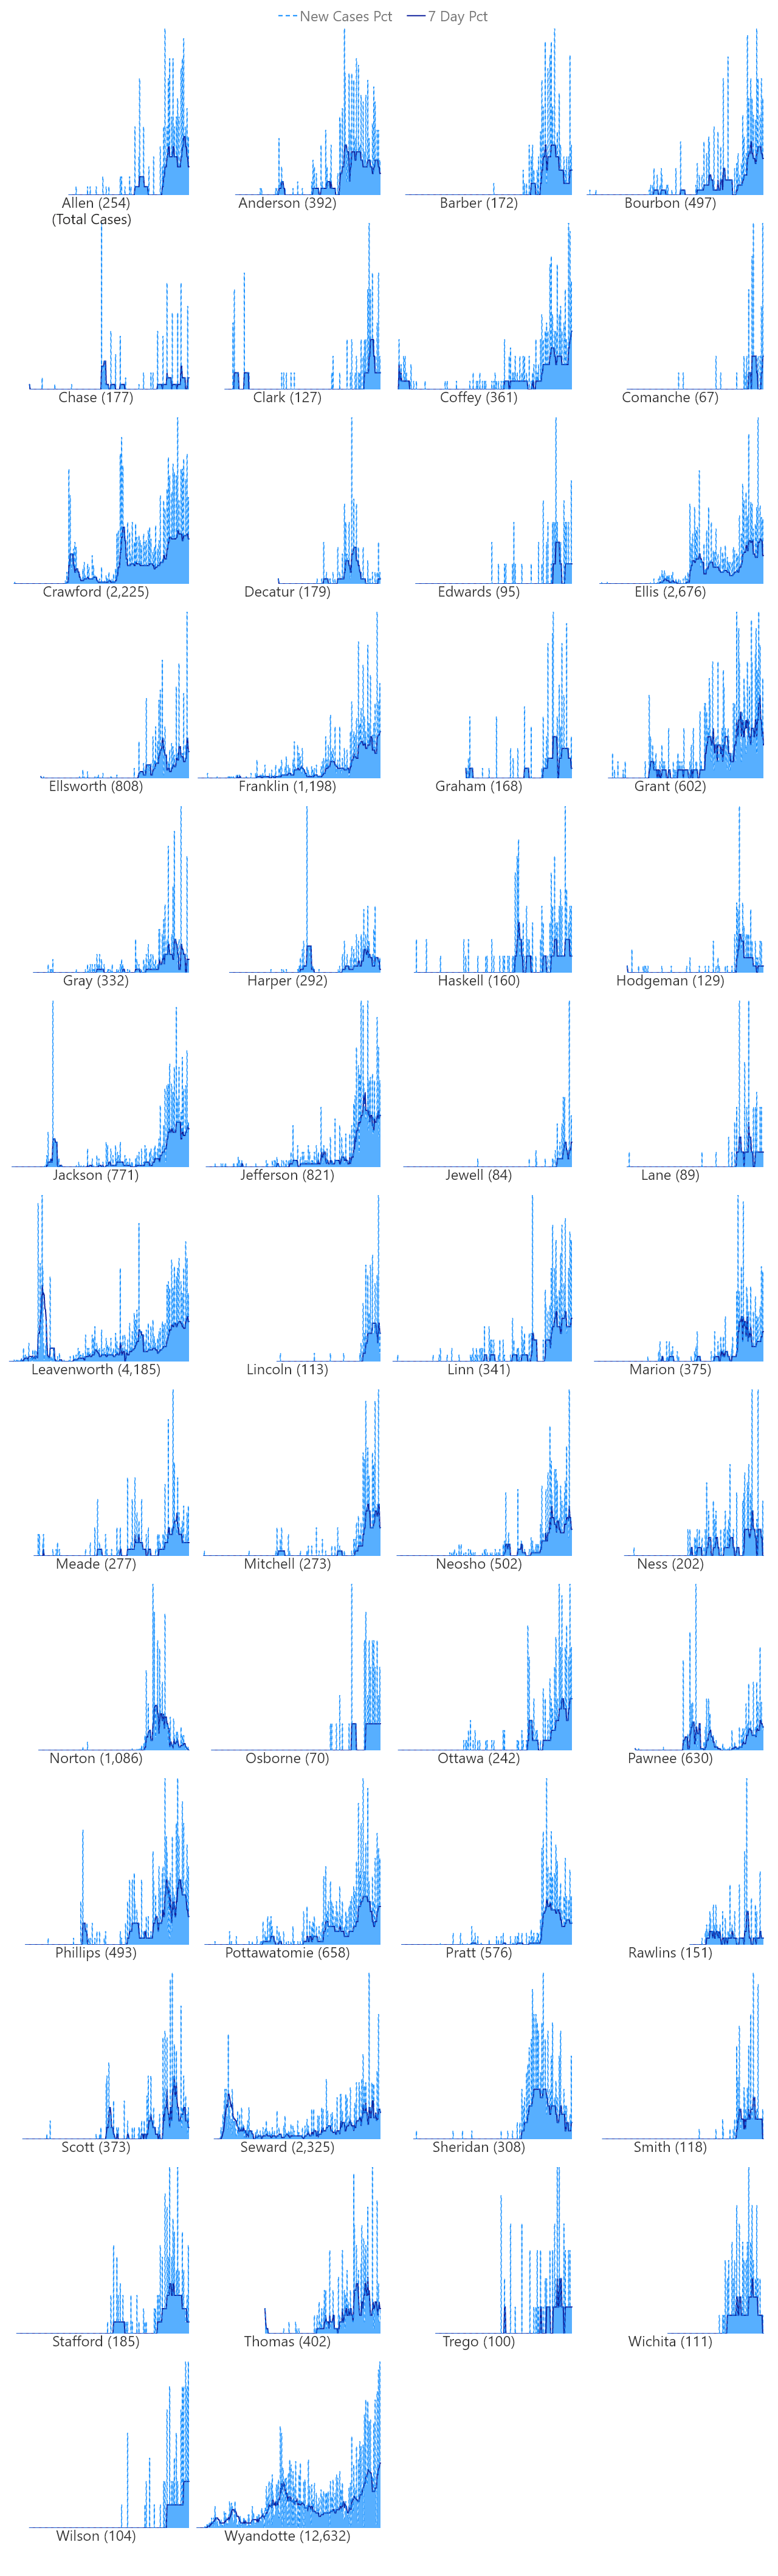 New Cases Pct 7 Day Pct
Allen (254) Anderson (392) Barber (172) Bourbon (497)
(Total Cases)
Chase (177) Clark (127) Coffey (361) Comanche (67)
Crawford (2,225) Decatur (179) Edwards (95) Ellis (2,676)
Ellsworth (808) Franklin (1,198) Graham (168) Grant (602)
Gray (332) Harper (292) Haskell (160) Hodgeman (129)
Jackson (771) Jefferson (821) Jewell (84) Lane (89)
Leavenworth (4,185) Lincoln (113) Linn (341) Marion (375)
Meade (277) Mitchell (273) Neosho (502) Ness (202)
Norton (1,086) Osborne (70) Ottawa (242) Pawnee (630)
Phillips (493) Pottawatomie (658) Pratt (576) Rawlins (151)
Scott (373) Seward (2,325) Sheridan (308) Smith (118)
Stafford (185) Thomas (402) Trego (100) Wichita (111)
Wilson (104) Wyandotte (12,632)